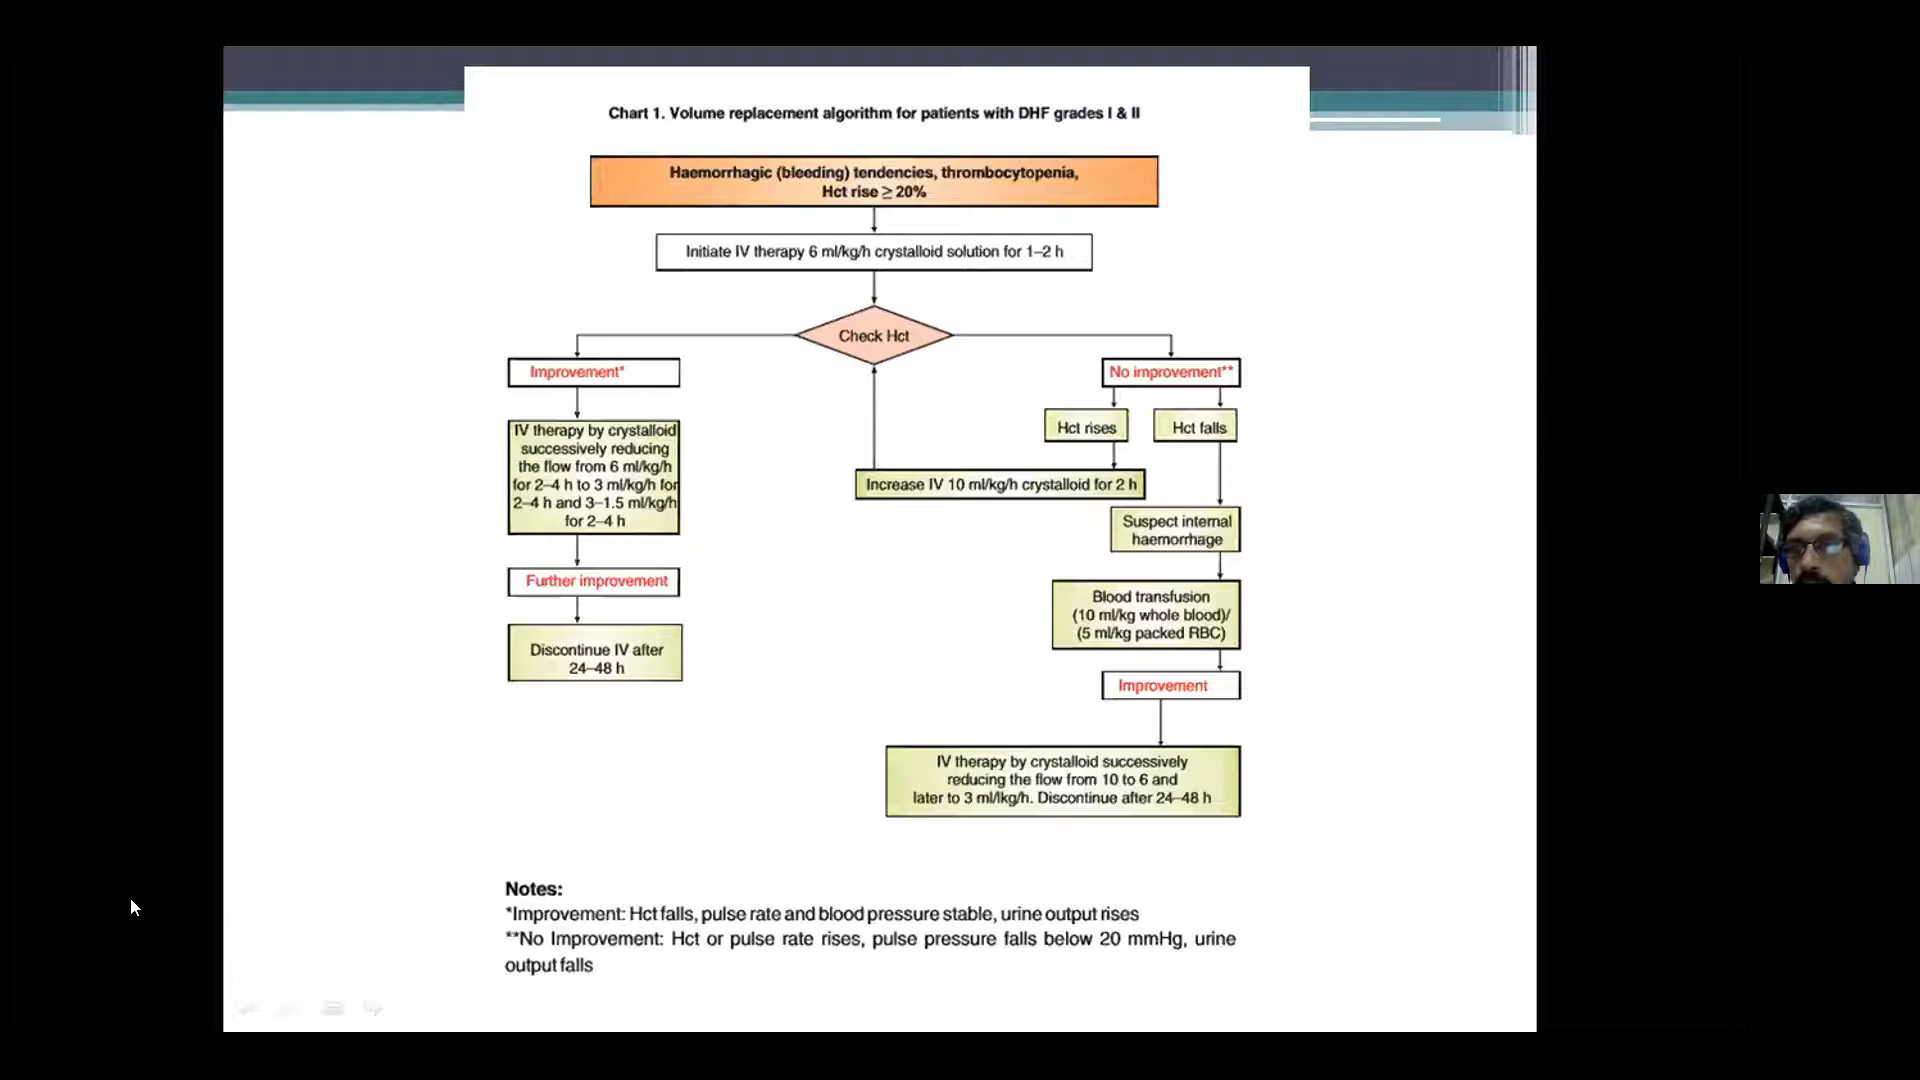 Chart 1. Volume replacement algorithm for patients with DHF grades I & II
Haemorrhagic (bleeding) tendencies, thrombocytopenia,
Hct rise ≥ 20%
Initiate IV therapy 6 ml/kg/h crystalloid solution for 1–2 h
Check Hct
Improvement*
IV therapy by crystalloid
successively reducing
the flow from 6 ml/kg/h
for 2–4 h to 3 ml/kg/h for
2–4 h and 3–1.5 ml/kg/h
for 2–4 h
Further improvement
Discontinue IV after
24–48 h
No improvement**
Hct rises
Hct falls
Increase IV 10 ml/kg/h crystalloid for 2 h
Suspect internal
haemorrhage
Blood transfusion
(10 ml/kg whole blood)/
(5 ml/kg packed RBC)
Improvement
IV therapy by crystalloid successively
reducing the flow from 10 to 6 and
later to 3 ml/lkg/h. Discontinue after 24–48 h
Notes:
*Improvement: Hct falls, pulse rate and blood pressure stable, urine output rises
**No Improvement: Hct or pulse rate rises, pulse pressure falls below 20 mmHg, urine
output falls